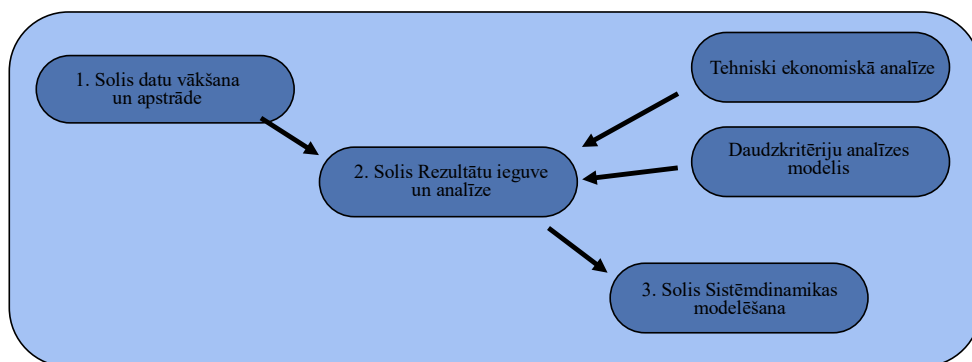 1. Solis datu vākšana
un apstrāde
Tehniski ekonomiskā analīze
Daudzkritēriju analīzes
modelis
2. Solis Rezultātu ieguve
un analīze
3. Solis Sistēmdinamikas
modelēšana